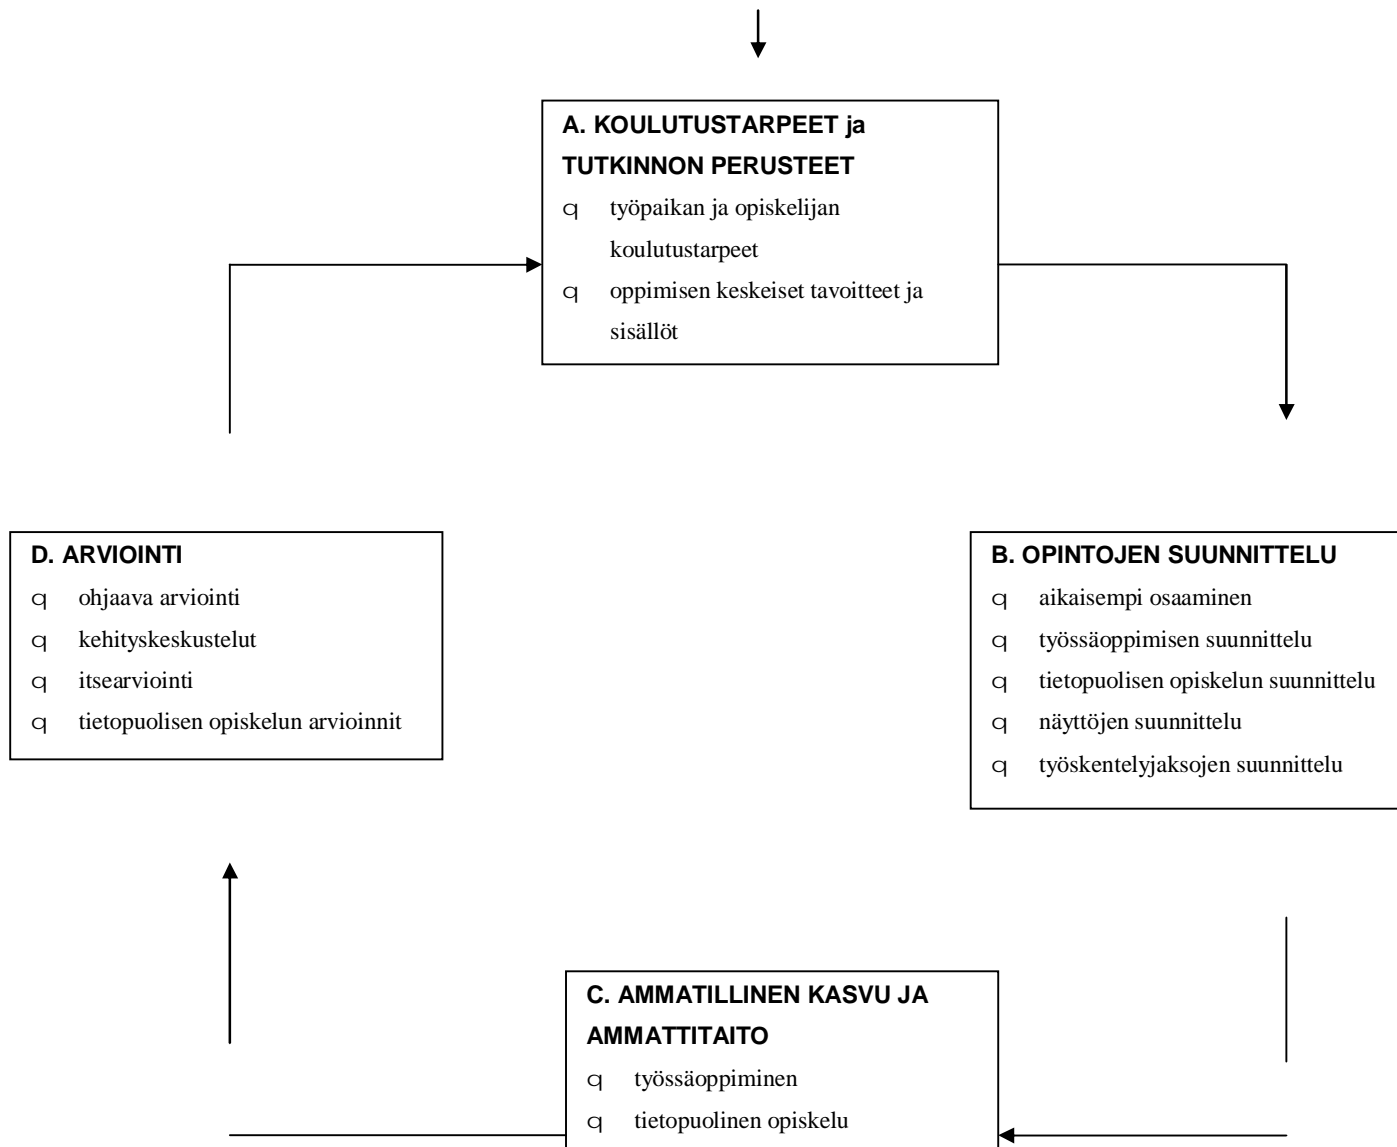 A. KOULUTUSTARPEET ja
TUTKINNON PERUSTEET
q työpaikan ja opiskelijan
koulutustarpeet
q oppimisen keskeiset tavoitteet ja
sisällöt
D. ARVIOINTI
q ohjaava arviointi
q kehityskeskustelut
q itsearviointi
q tietopuolisen opiskelun arvioinnit
B. OPINTOJEN SUUNNITTELU
q aikaisempi osaaminen
q työssäoppimisen suunnittelu
q tietopuolisen opiskelun suunnittelu
q näyttöjen suunnittelu
q työskentelyjaksojen suunnittelu
C. AMMATILLINEN KASVU JA
AMMATTITAITO
q työssäoppiminen
q tietopuolinen opiskelu